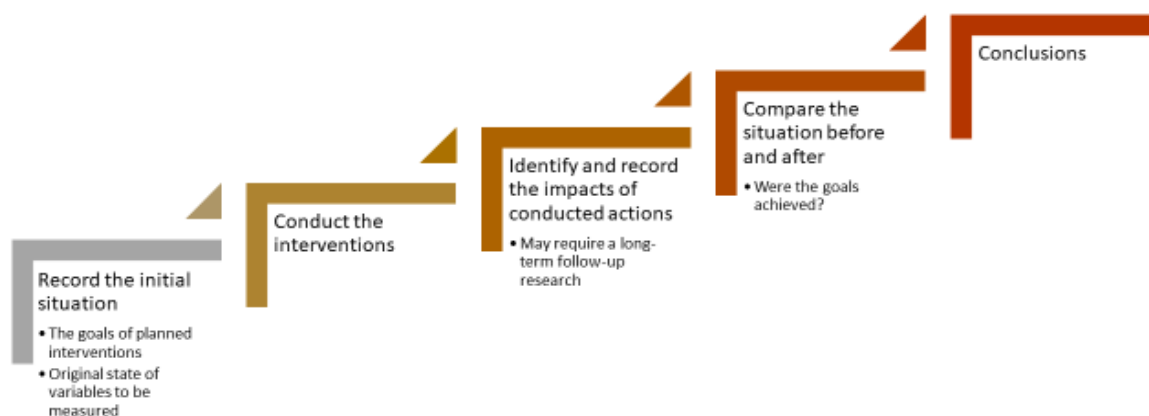 Record the initial
situation
• The goals of planned
interventions
• Original state of
variables to be
measured
Conduct the
interventions
Identify and record
the impacts of
conducted actions
• May require a long-
term follow-up
research
Compare the
situation before
and after
• Were the goals
achieved?
Conclusions